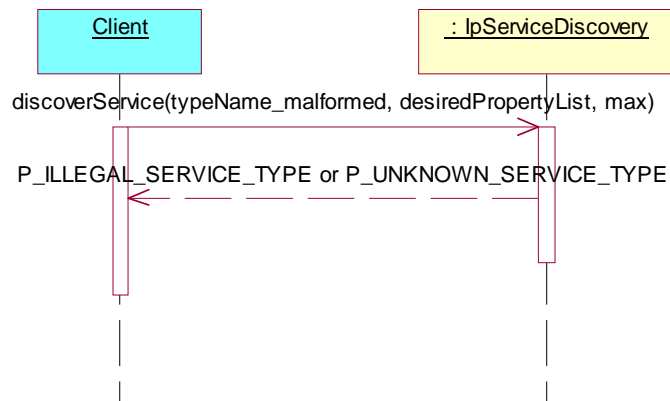 Client
: IpServiceDiscovery
discoverService(typeName_malformed, desiredPropertyList, max)
P_ILLEGAL_SERVICE_TYPE or P_UNKNOWN_SERVICE_TYPE